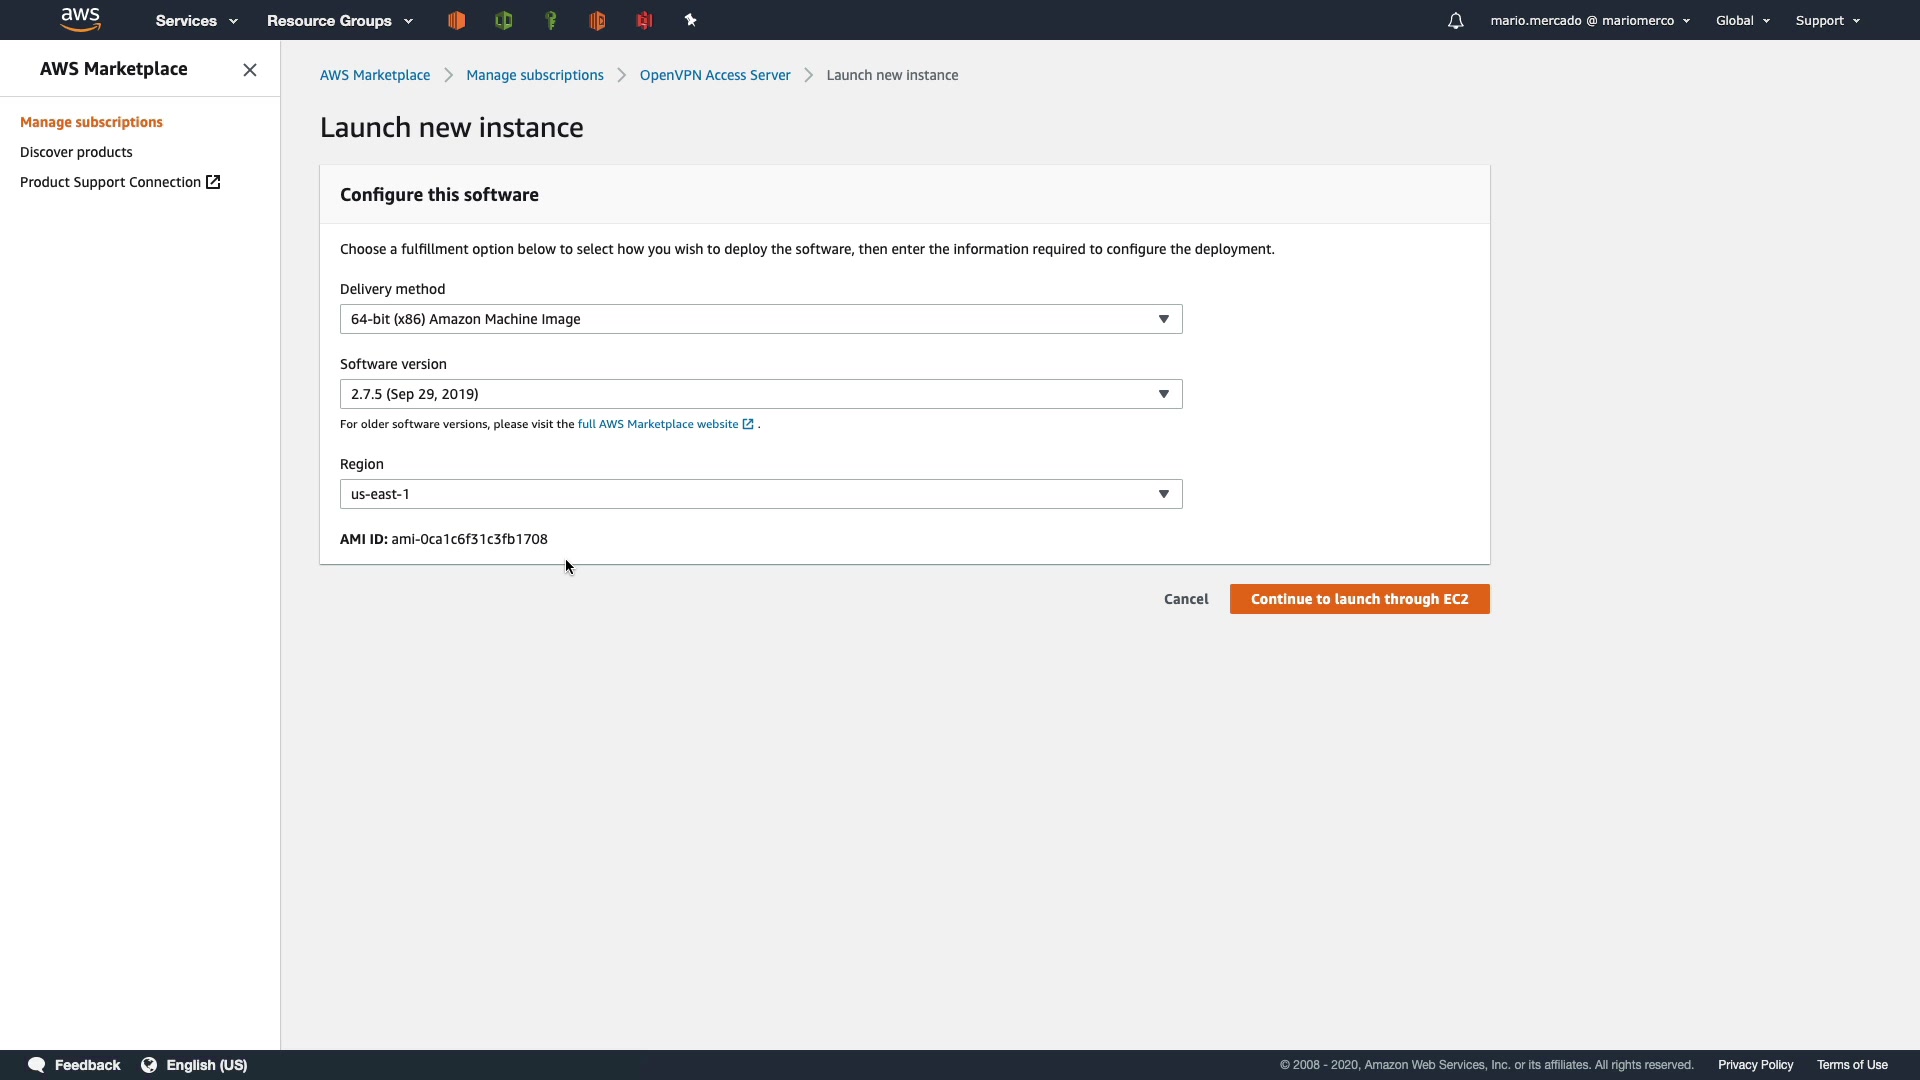 aws
Services
Resource Groups
mario.mercado @ mariomerco
Global
Support
AWS Marketplace
Manage subscriptions
Discover products
Product Support Connection
AWS Marketplace > Manage subscriptions > OpenVPN Access Server > Launch new instance
Launch new instance
Configure this software
Choose a fulfillment option below to select how you wish to deploy the software, then enter the information required to configure the deployment.
Delivery method
64-bit (x86) Amazon Machine Image
Software version
2.7.5 (Sep 29, 2019)
For older software versions, please visit the full AWS Marketplace website .
Region
us-east-1
AMI ID: ami-0ca1c6f31c3fb1708
Cancel
Continue to launch through EC2
Feedback
English (US)
© 2008 - 2020, Amazon Web Services, Inc. or its affiliates. All rights reserved.
Privacy Policy
Terms of Use